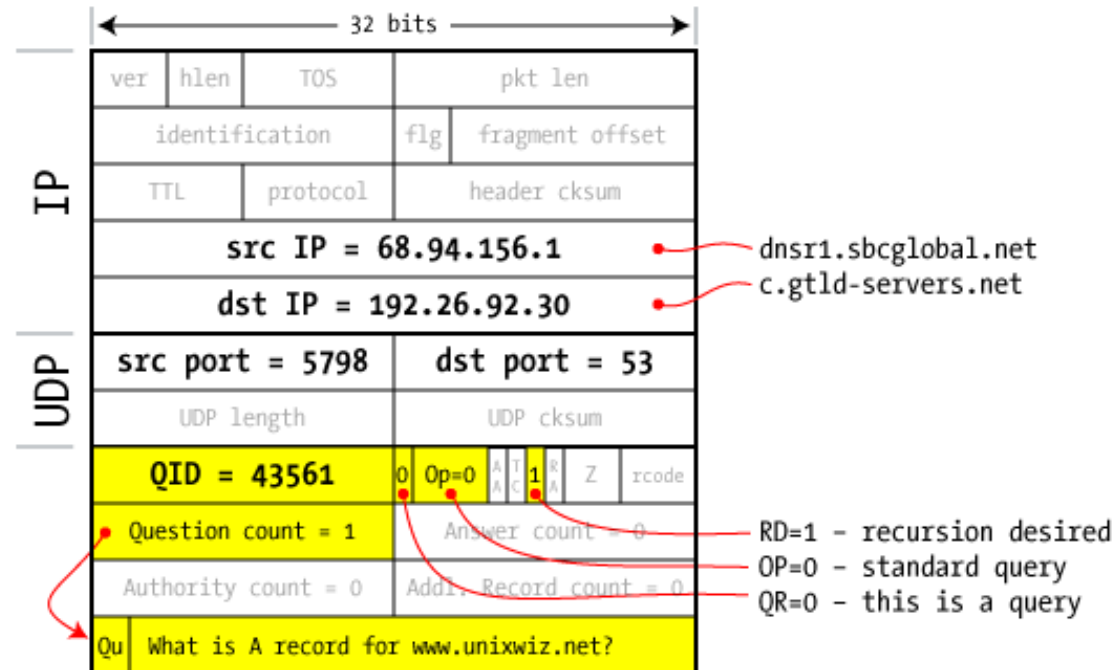 32 bits
IP
ver hlen TOS pkt len
identification flg fragment offset
TTL protocol header cksum
src IP = 68.94.156.1 dnsr1.sbcglobal.net
dst IP = 192.26.92.30 c.gtld-servers.net
UDP
src port = 5798 dst port = 53
UDP length UDP cksum
QID = 43561 0 Op=0 AA TC 1 RA Z rcode
Question count = 1 Answer count = 0
RD=1 – recursion desired
OP=0 – standard query
Authority count = 0 Addl. Record count = 0
QR=0 – this is a query
Qu What is A record for www.unixwiz.net?